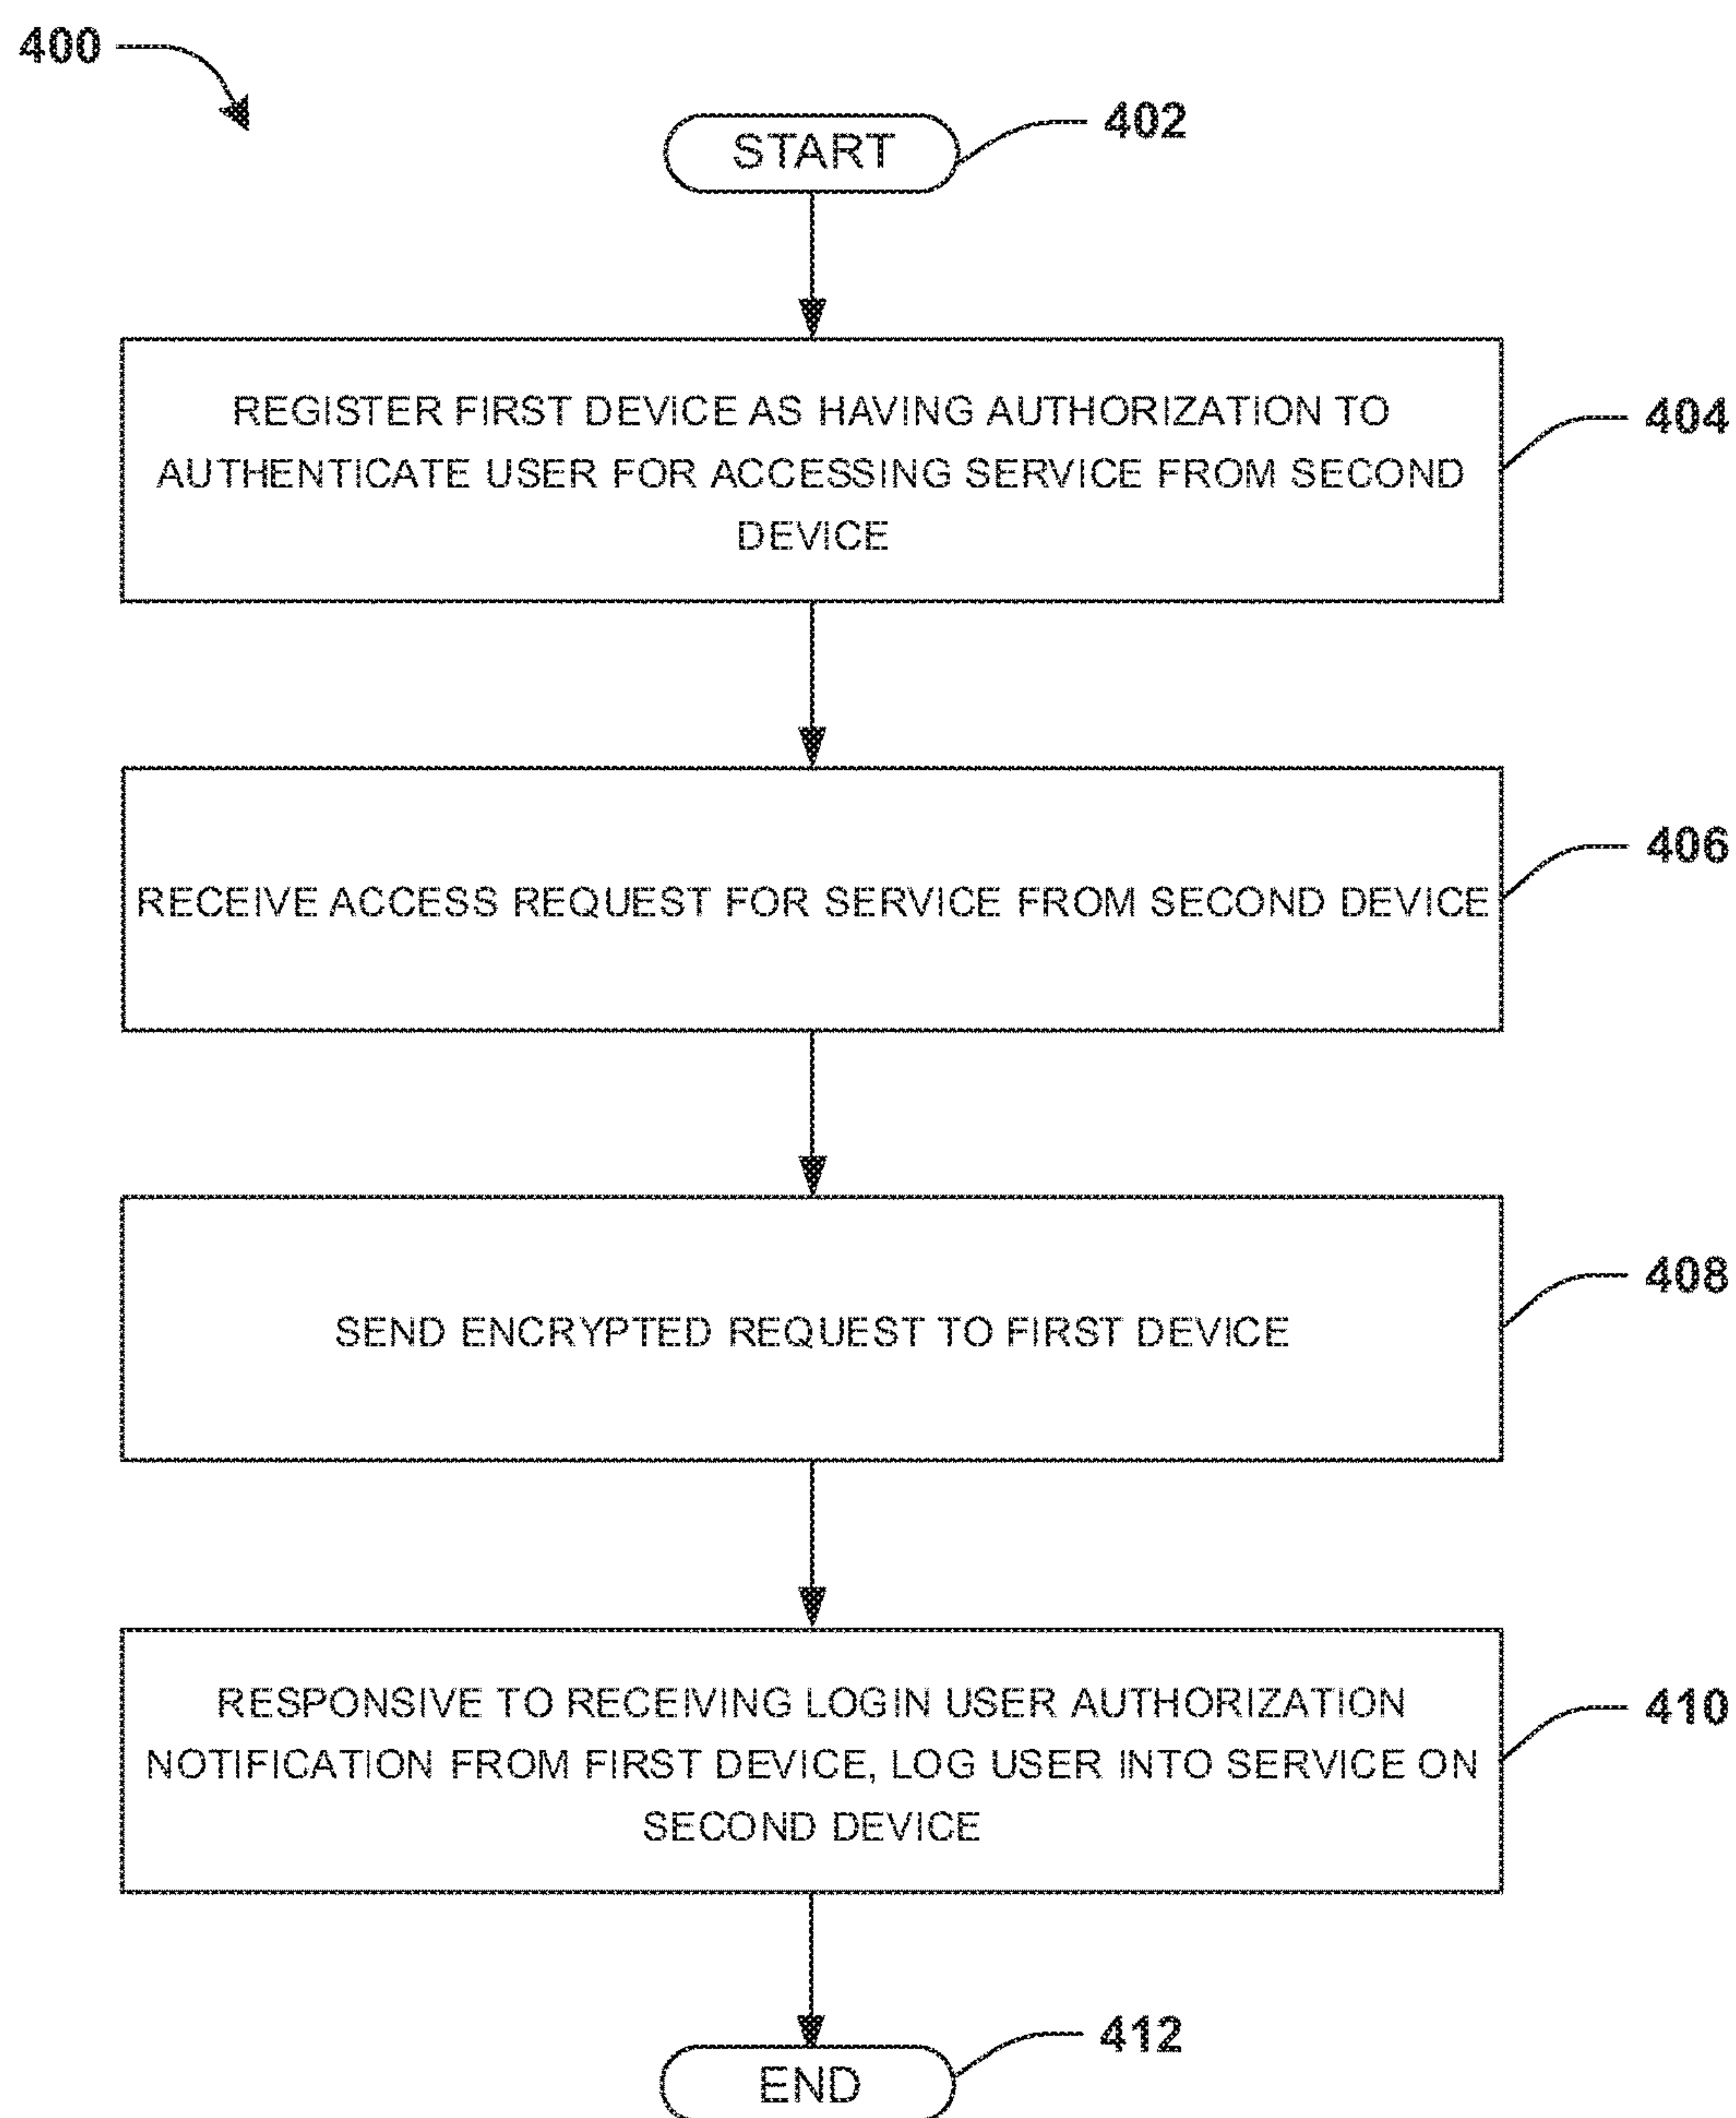 400
START
402
REGISTER FIRST DEVICE AS HAVING AUTHORIZATION TO
AUTHENTICATE USER FOR ACCESSING SERVICE FROM SECOND
DEVICE
404
RECEIVE ACCESS REQUEST FOR SERVICE FROM SECOND DEVICE
406
SEND ENCRYPTED REQUEST TO FIRST DEVICE
408
RESPONSIVE TO RECEIVING LOGIN USER AUTHORIZATION
NOTIFICATION FROM FIRST DEVICE, LOG USER INTO SERVICE ON
SECOND DEVICE
410
END
412